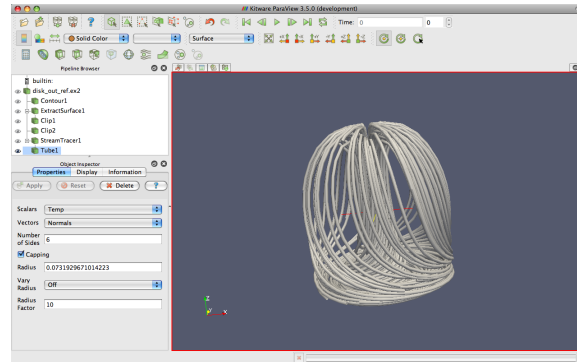 Kitware ParaView 3.5.0 (development)
Time: 0
0
Solid Color
Surface
Pipeline Browser
builtin:
disk_out_ref.ex2
Contour1
ExtractSurface1
Clip1
Clip2
StreamTracer1
Tube1
Object Inspector
Properties Display Information
Apply Reset Delete ?
Scalars Temp
Vectors Normals
Number of Sides 6
Capping
Radius 0.0731929671014223
Vary Radius Off
Radius Factor 10